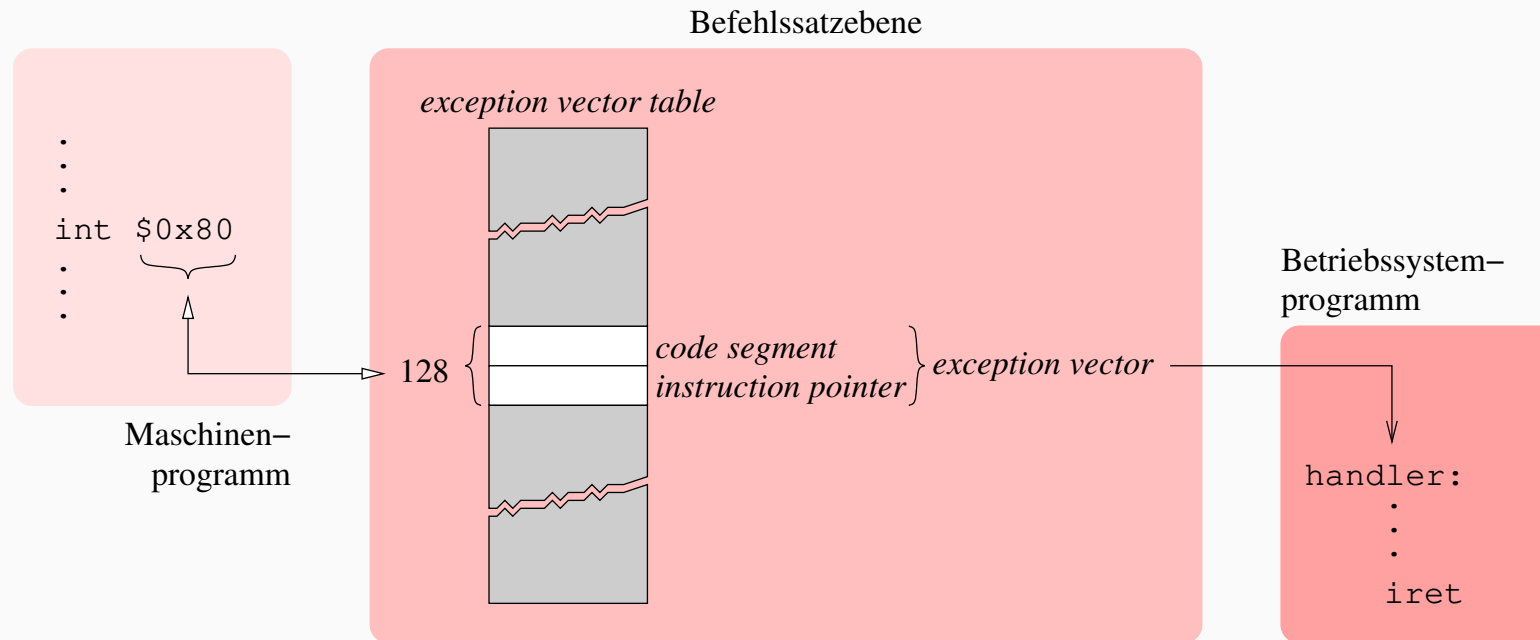 Befehlssatzebene
exception vector table
.
.
.
int $0x80
.
.
.
Maschinen–
programm
128
code segment
instruction pointer
exception vector
Betriebssystem–
programm
handler:
.
.
.
iret